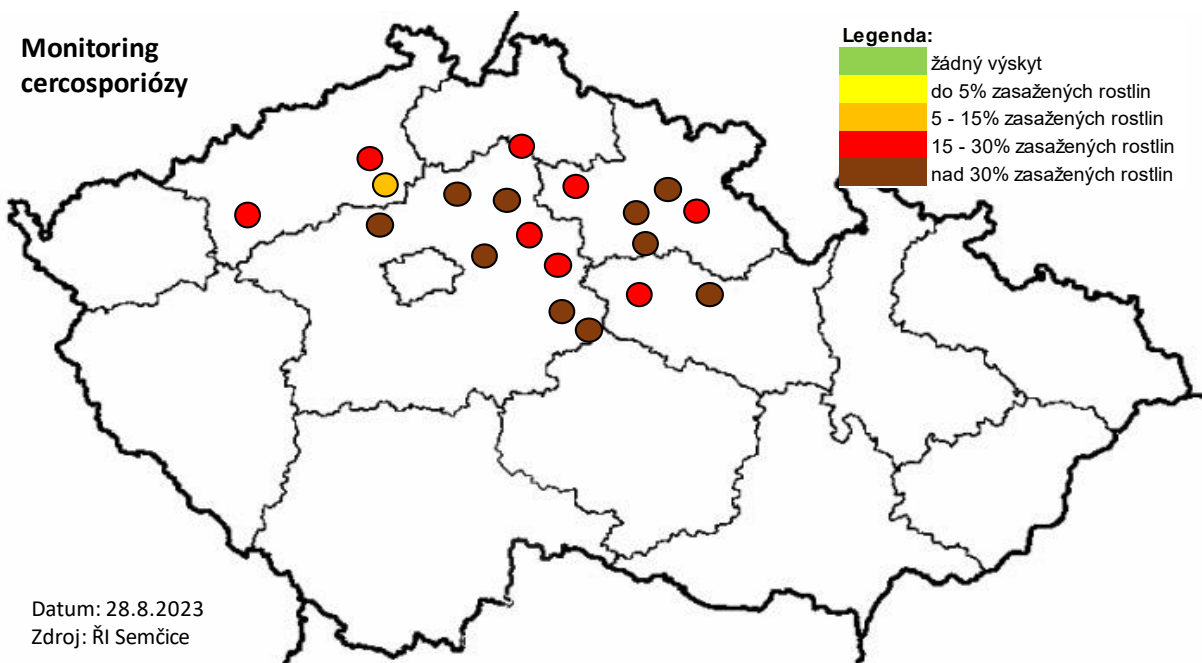 Monitoring
cercosporiózy
Legenda:
žádný výskyt
do 5% zasažených rostlin
5 - 15% zasažených rostlin
15 - 30% zasažených rostlin
nad 30% zasažených rostlin
Datum: 28.8.2023
Zdroj: ŘI Semčice